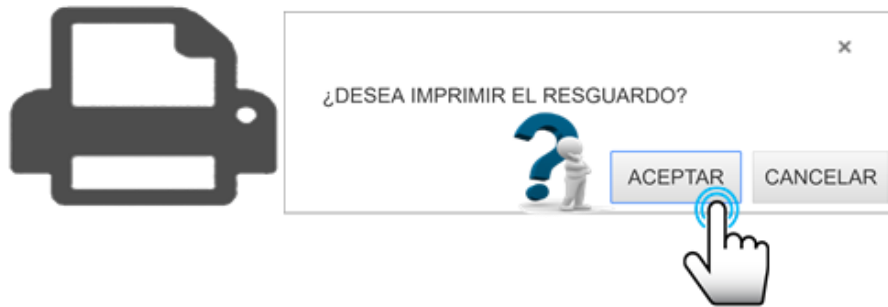 ¿DESEA IMPRIMIR EL RESGUARDO?
ACEPTAR CANCELAR